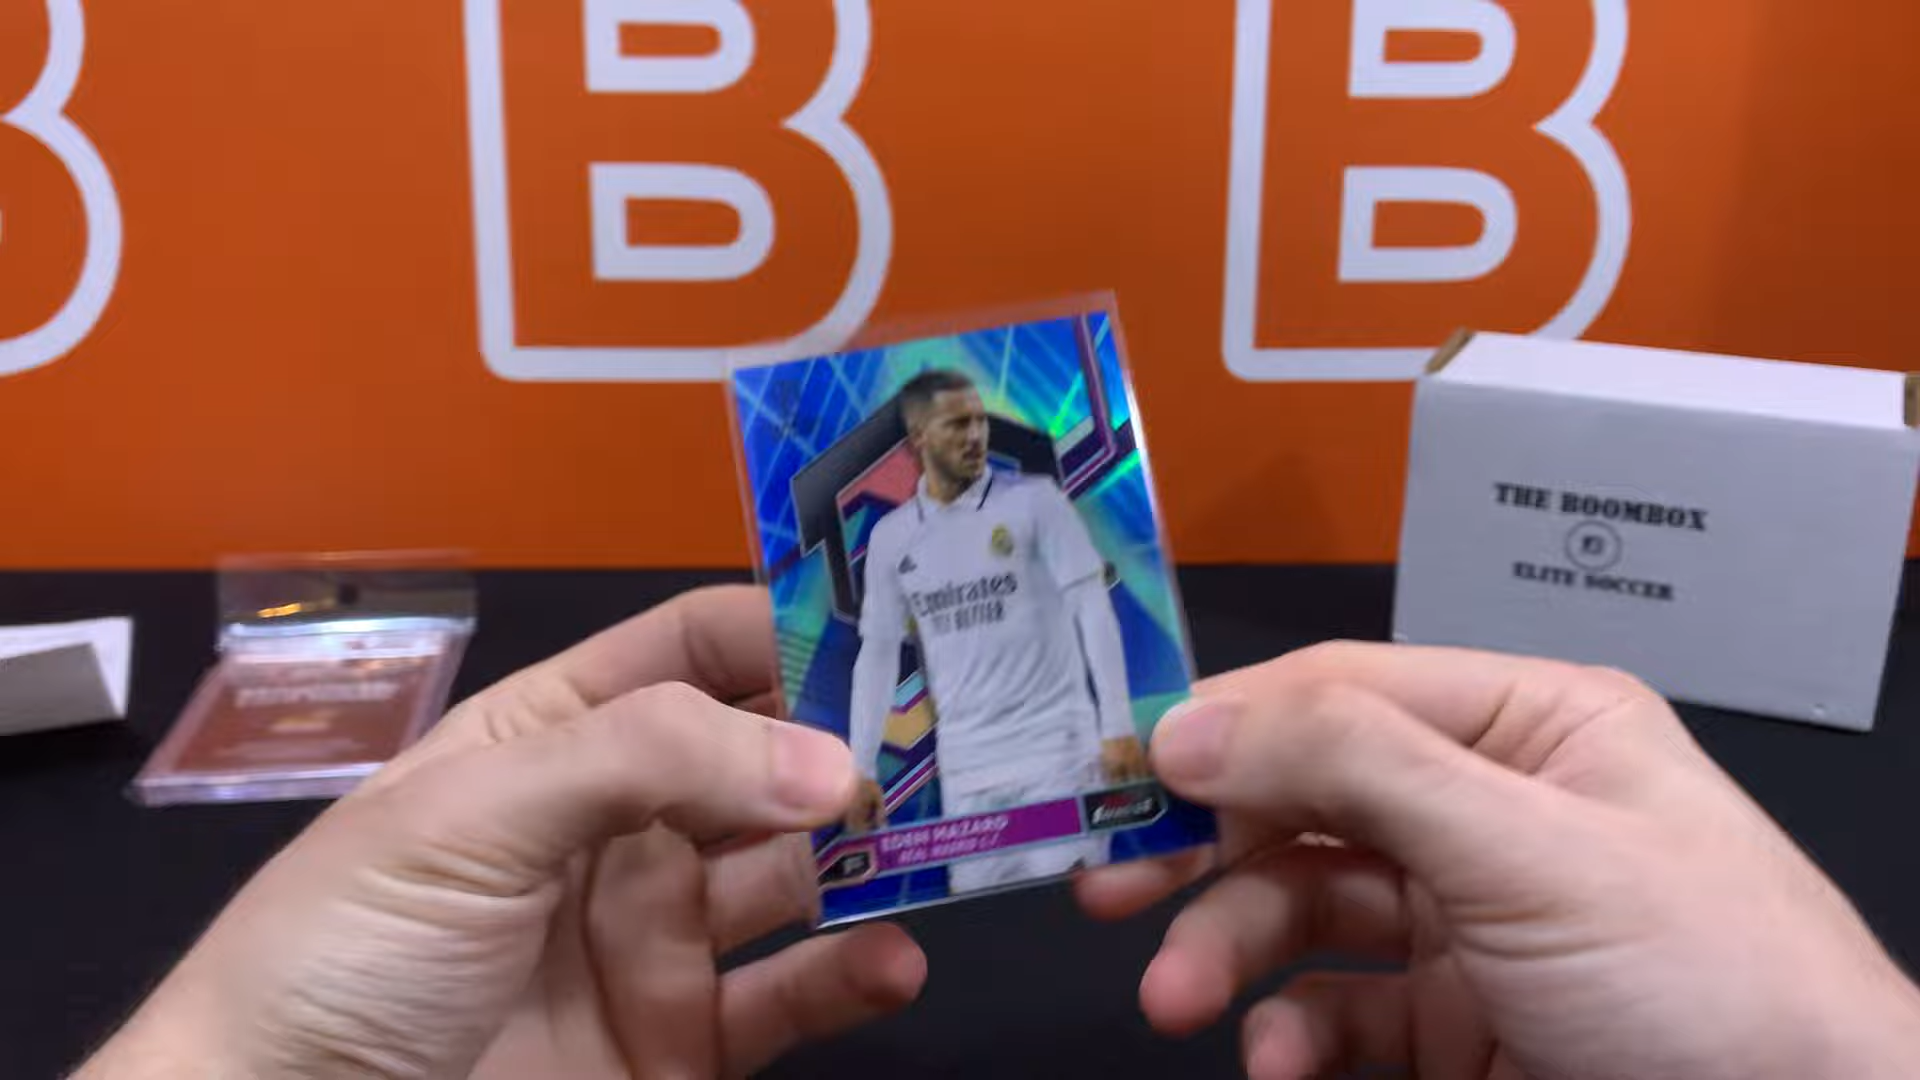 B
B
B
THE BOOMBOX
ELITE SOCCER
Emirates
FLY BETTER
EDEN HAZARD
REAL MADRID C.F.